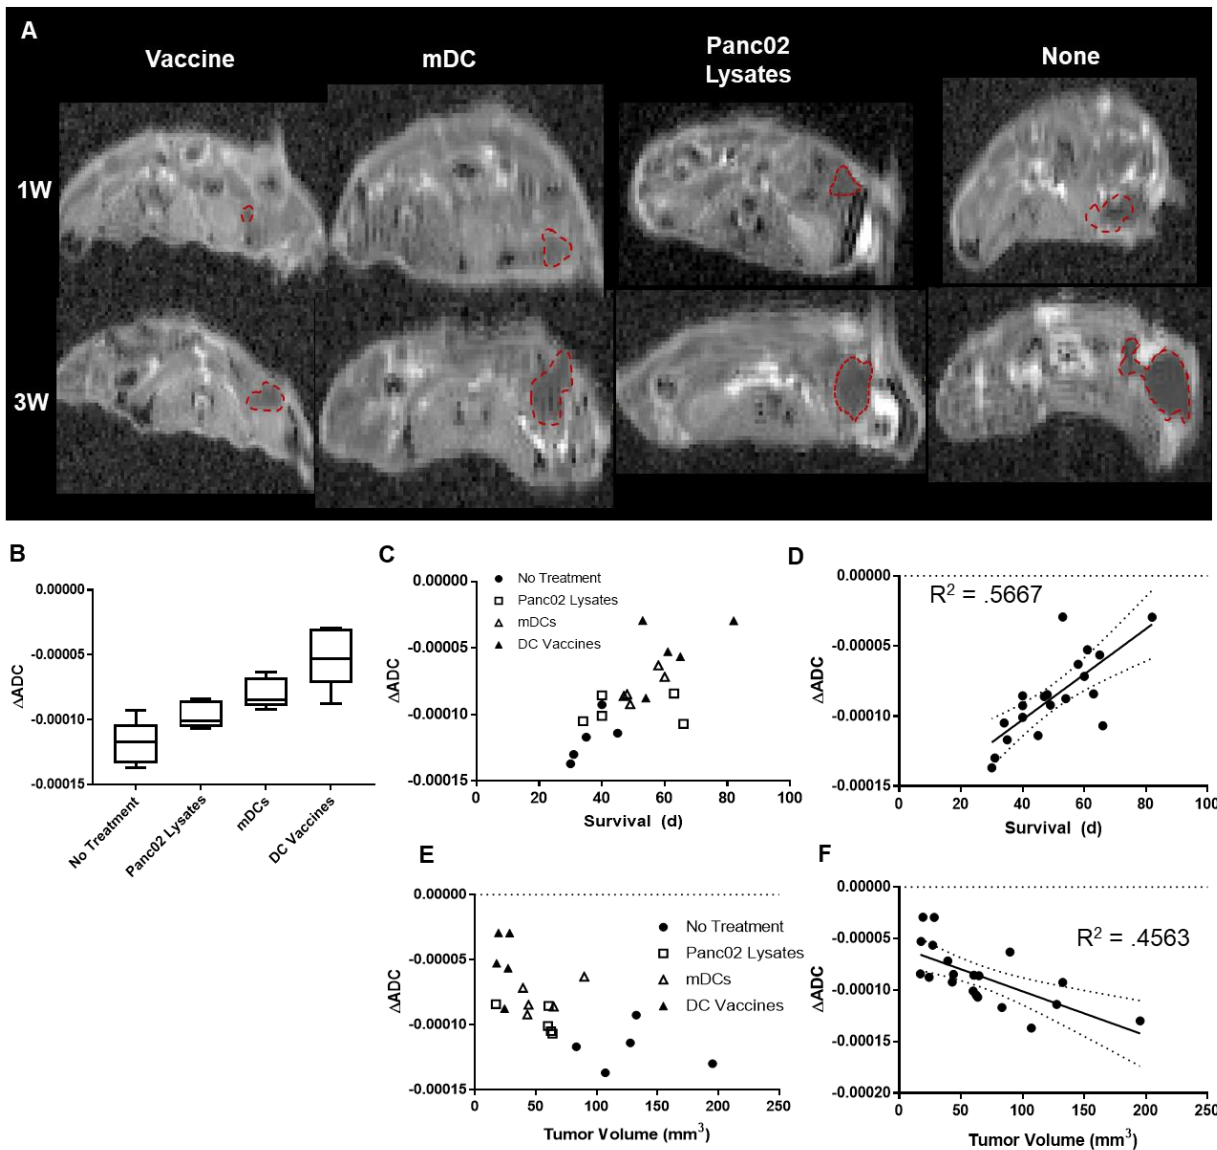 A
Vaccine
mDC
Panc02
Lysates
None
1W
3W
B
0.00000
-0.00005
-0.00010
-0.00015
ΔADC
No Treatment
Panc02 Lysates
mDCs
DC Vaccines
C
0.00000
-0.00005
-0.00010
-0.00015
ΔADC
No Treatment
Panc02 Lysates
mDCs
DC Vaccines
0 20 40 60 80 100
Survival (d)
D
0.00000
-0.00005
-0.00010
-0.00015
ΔADC
R² = .5667
0 20 40 60 80 100
Survival (d)
E
0.00000
-0.00005
-0.00010
-0.00015
ΔADC
No Treatment
Panc02 Lysates
mDCs
DC Vaccines
0 50 100 150 200 250
Tumor Volume (mm³)
F
0.00000
-0.00005
-0.00010
-0.00015
-0.00020
ΔADC
R² = .4563
0 50 100 150 200 250
Tumor Volume (mm³)